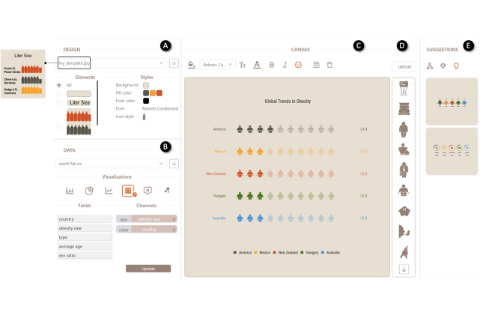 DESIGN
A
my_template.jpg
Elements
Styles
All
Liter Size
Background
Fill color
Font color
Font
Roboto Condensed
Icon style
Liter Size
DATA
B
world-fat.csv
Visualizations
Fields
Channels
country
obesity rate
type
average age
sex ratio
size
obesity rate
color
country
Update
CANVAS
C
D
Roboto Co...
Upload
Global Trends in Obesity
America
Mexico
New Zealand
Hungary
Australia
America
Mexico
New Zealand
Hungary
Australia
SUGGESTIONS
E